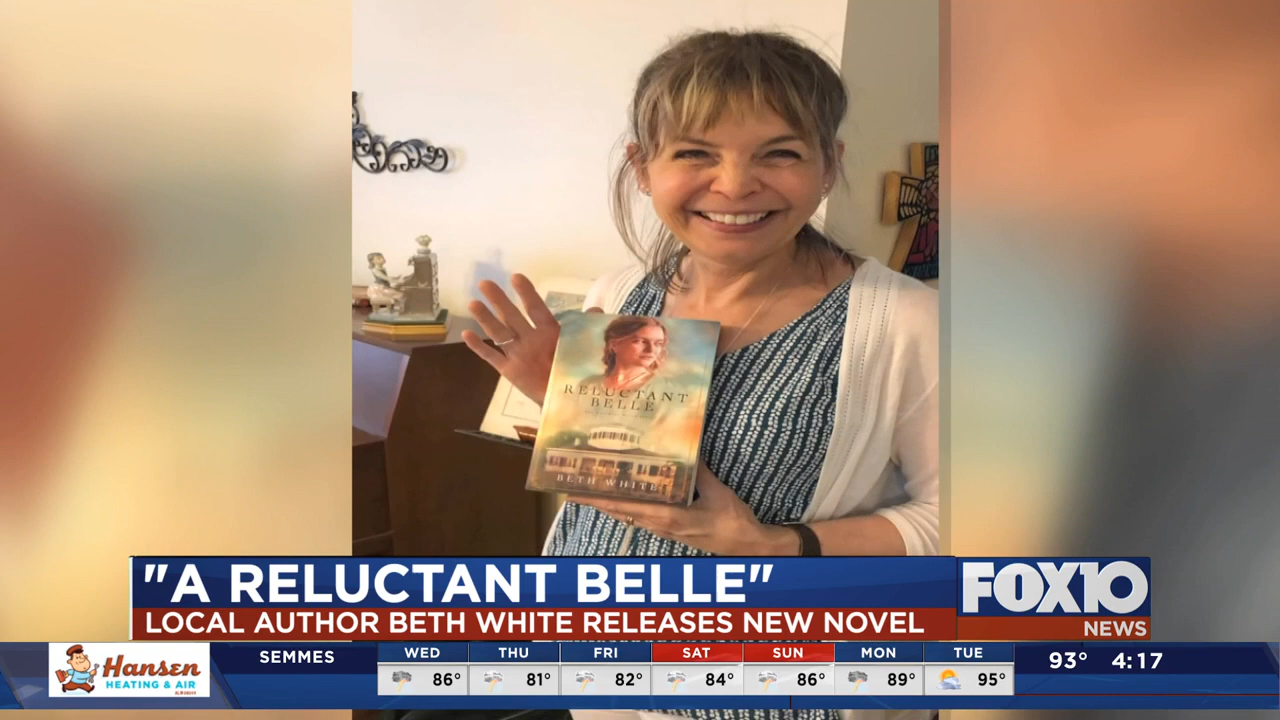 RELUCTANT
BELLE
BETH WHITE
"A RELUCTANT BELLE"
LOCAL AUTHOR BETH WHITE RELEASES NEW NOVEL
FOX10
NEWS
Hansen
HEATING & AIR
SEMMES
WED THU FRI SAT SUN MON TUE
86° 81° 82° 84° 86° 89° 95°
93° 4:17